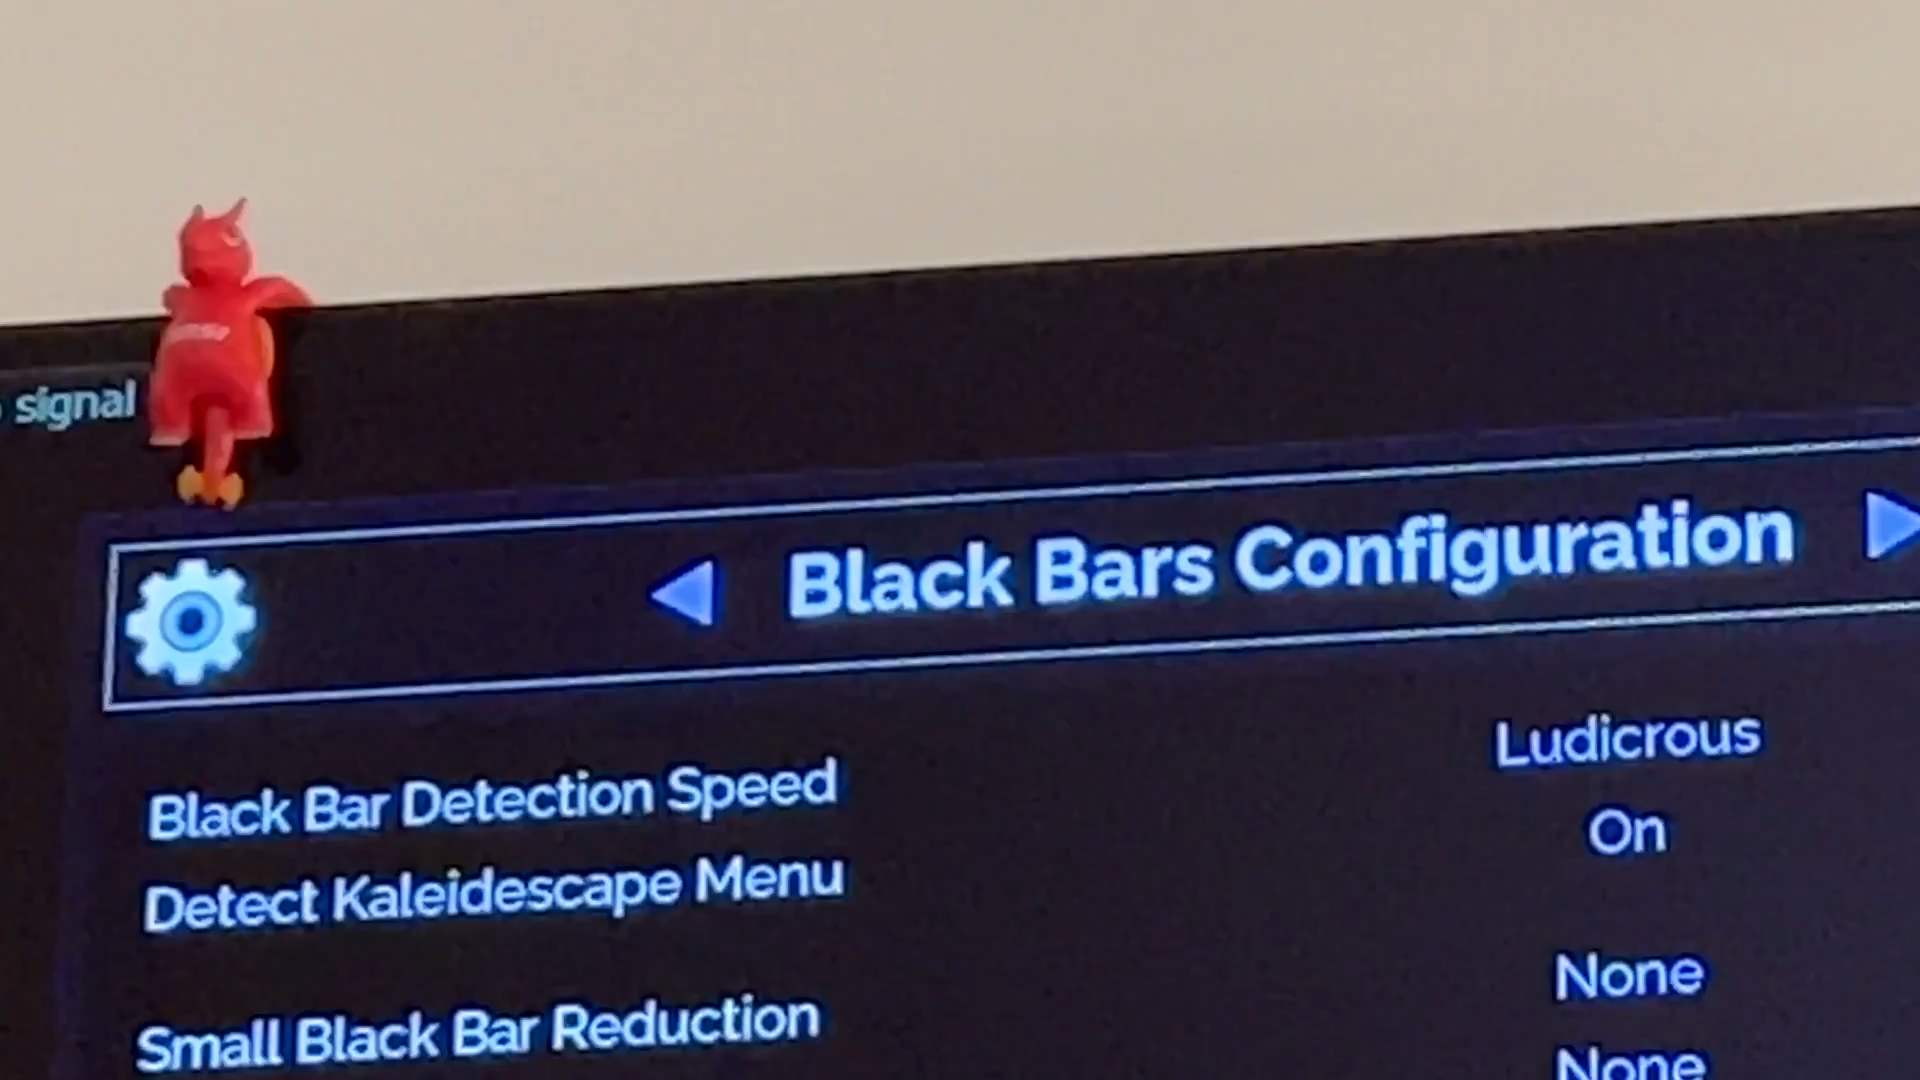 signal
Black Bars Configuration
Black Bar Detection Speed Ludicrous
Detect Kaleidescape Menu On
Small Black Bar Reduction None
None